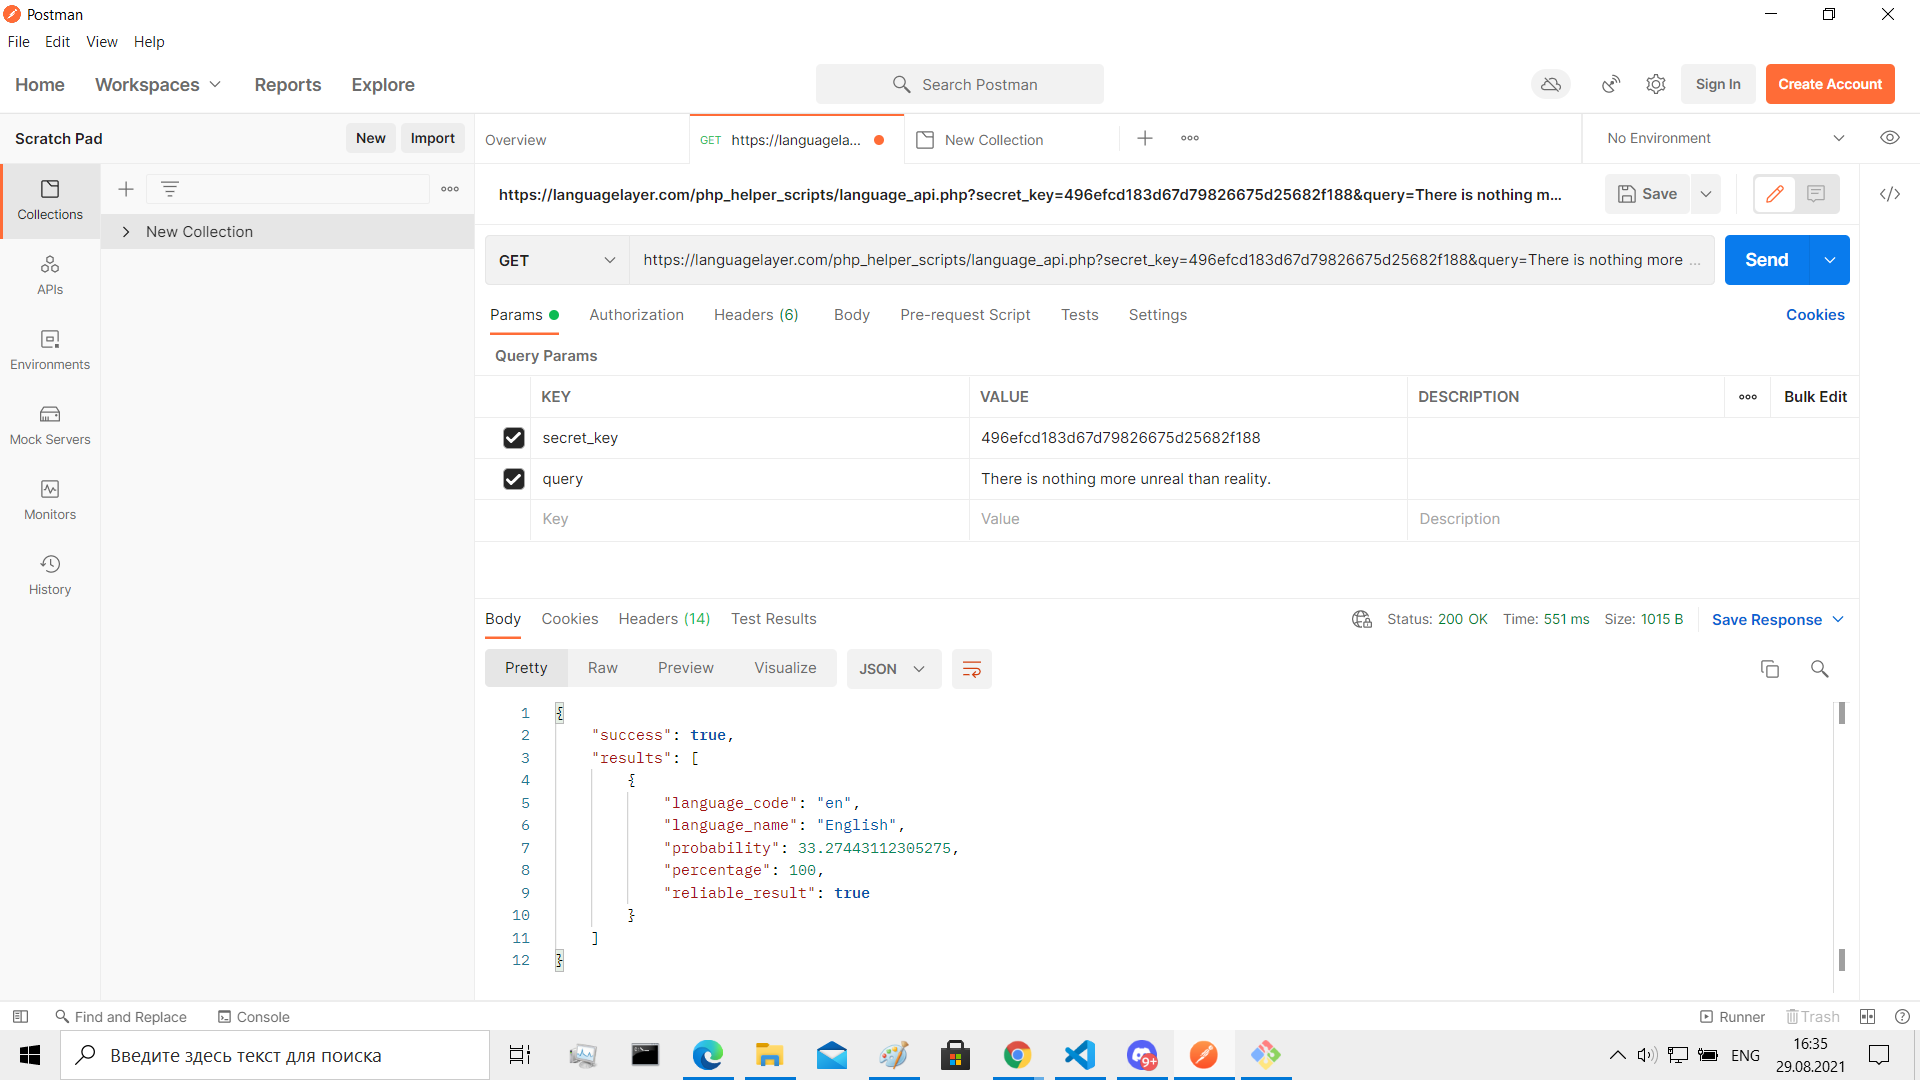 Postman
File Edit View Help
Home Workspaces Reports Explore Search Postman Sign In Create Account
Scratch Pad New Import Overview GET https://languagela... New Collection No Environment
https://languagelayer.com/php_helper_scripts/language_api.php?secret_key=496efcd183d67d79826675d25682f188&query=There is nothing m... Save
Collections
New Collection
APIs
Environments
Mock Servers
Monitors
History
GET https://languagelayer.com/php_helper_scripts/language_api.php?secret_key=496efcd183d67d79826675d25682f188&query=There is nothing more ... Send
Params Authorization Headers (6) Body Pre-request Script Tests Settings Cookies
Query Params
KEY VALUE DESCRIPTION Bulk Edit
secret_key 496efcd183d67d79826675d25682f188
query There is nothing more unreal than reality.
Key Value Description
Body Cookies Headers (14) Test Results Status: 200 OK Time: 551 ms Size: 1015 B Save Response
Pretty Raw Preview Visualize JSON
1 {
2 "success": true,
3 "results": [
4 {
5 "language_code": "en",
6 "language_name": "English",
7 "probability": 33.27443112305275,
8 "percentage": 100,
9 "reliable_result": true
10 }
11 ]
12 }
Find and Replace Console Runner Trash
Введите здесь текст для поиска 9+ ENG 16:35
29.08.2021